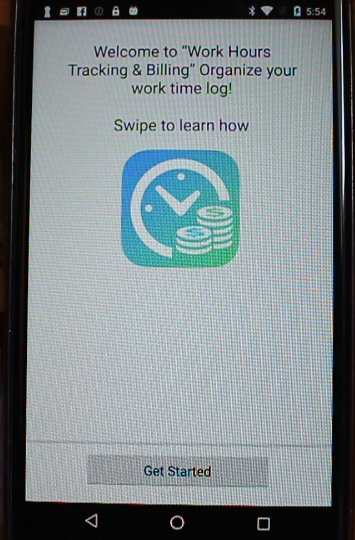 5:54
Welcome to "Work Hours
Tracking & Billing" Organize your
work time log!
Swipe to learn how
$
$
Get Started